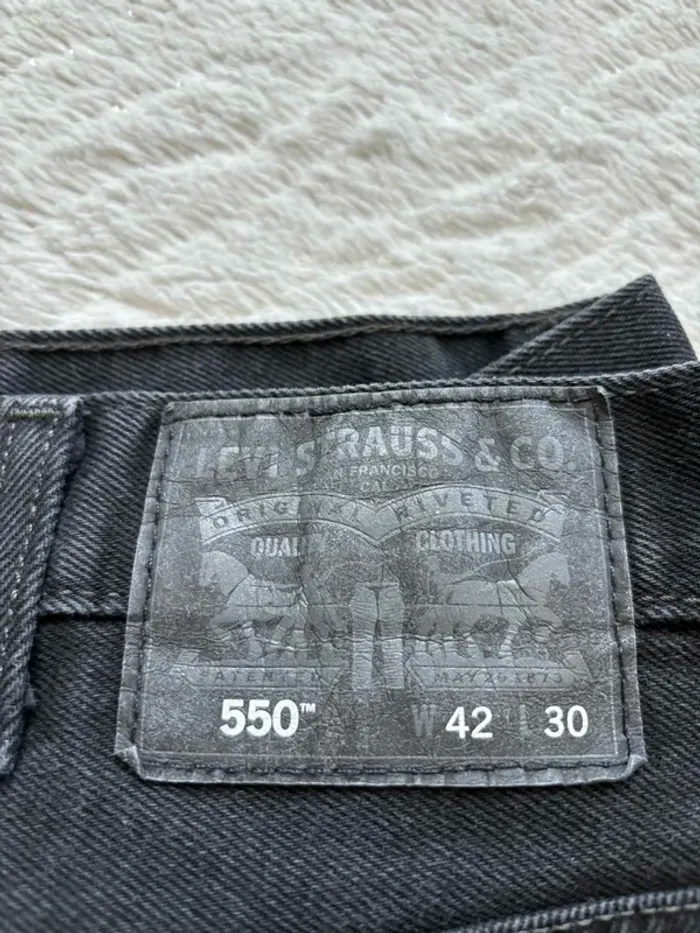 LEVI STRAUSS & CO.
SAN FRANCISCO
CAL.
ORIGINAL RIVETED
QUALITY CLOTHING
PATENTED MAY 20 1873
550™ W 42 L 30